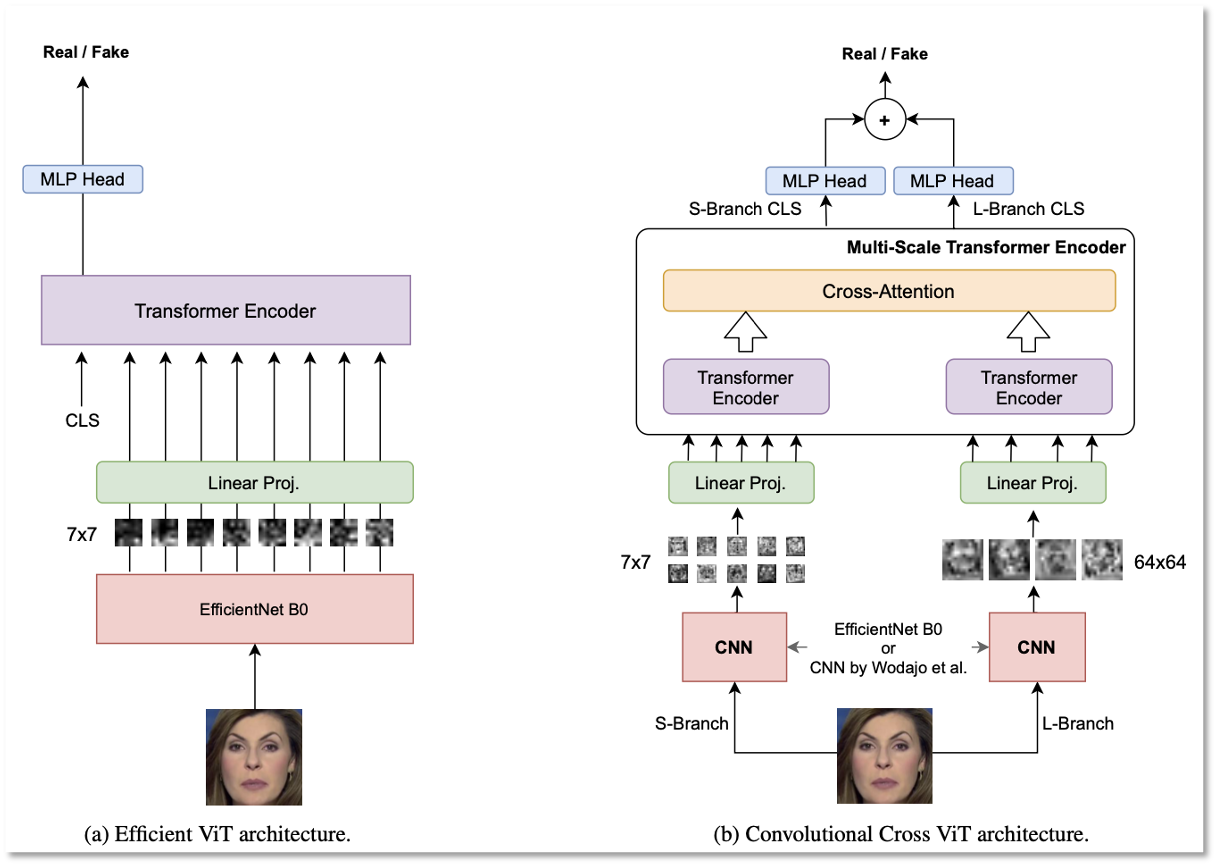 Real / Fake
MLP Head
Transformer Encoder
CLS
Linear Proj.
7x7
EfficientNet B0
(a) Efficient ViT architecture.
Real / Fake
+
MLP Head
MLP Head
S-Branch CLS
L-Branch CLS
Multi-Scale Transformer Encoder
Cross-Attention
Transformer
Encoder
Transformer
Encoder
Linear Proj.
Linear Proj.
7x7
64x64
CNN
EfficientNet B0
or
CNN by Wodajo et al.
CNN
S-Branch
L-Branch
(b) Convolutional Cross ViT architecture.